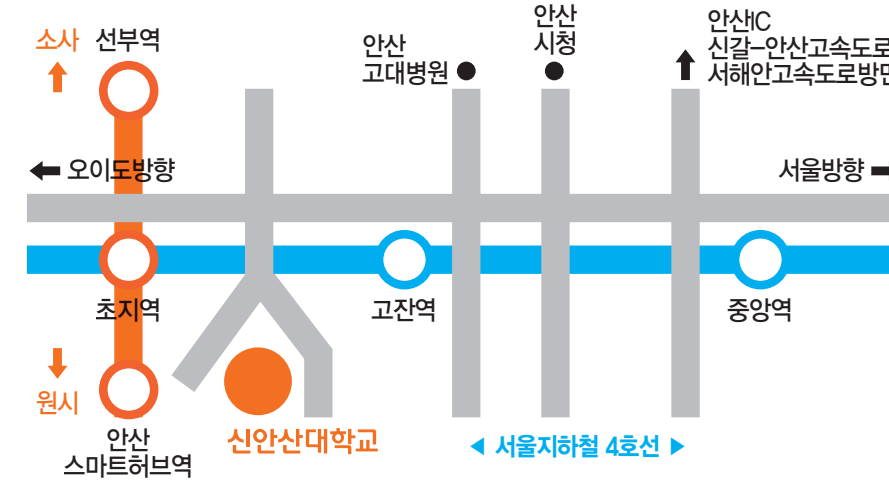 소사
선부역
안산
고대병원
안산
시청
안산IC
신갈-안산고속도로
서해안고속도로방면
오이도방향
서울방향
초지역
고잔역
중앙역
원시
안산
스마트허브역
신안산대학교
서울지하철 4호선